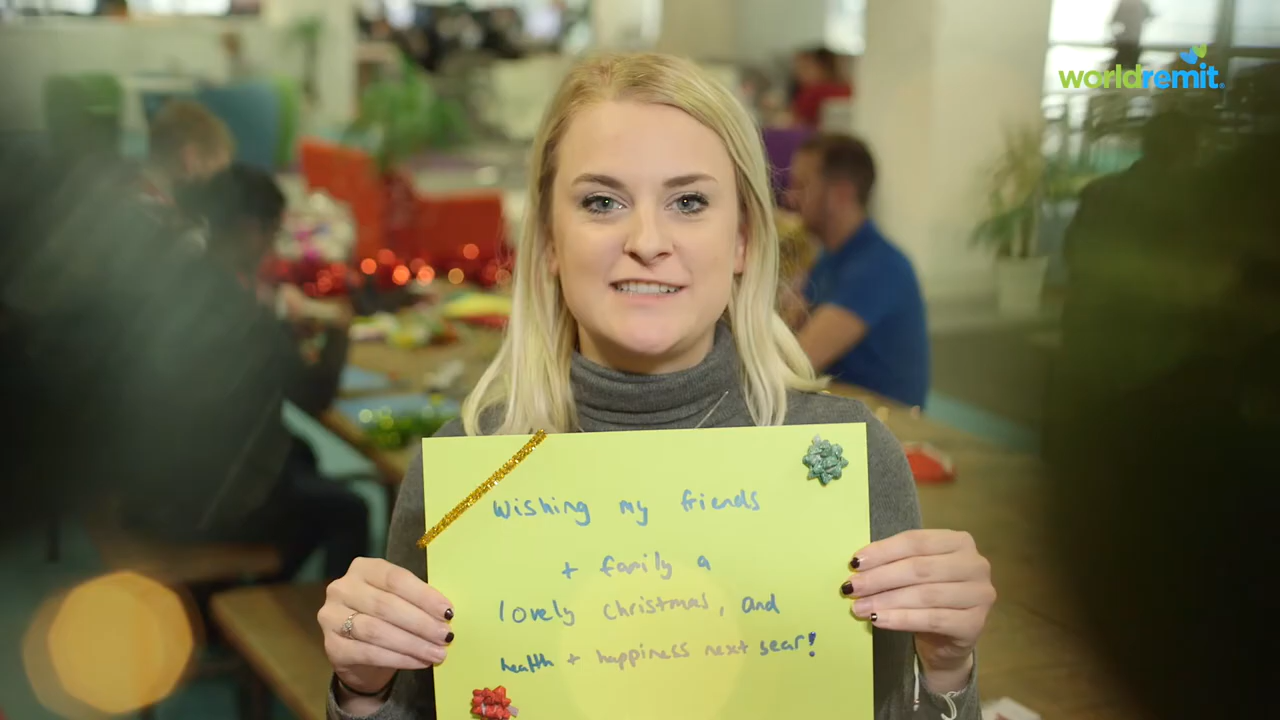 worldremit
Wishing my friends
+ family a
lovely christmas, and
health + happiness next year!